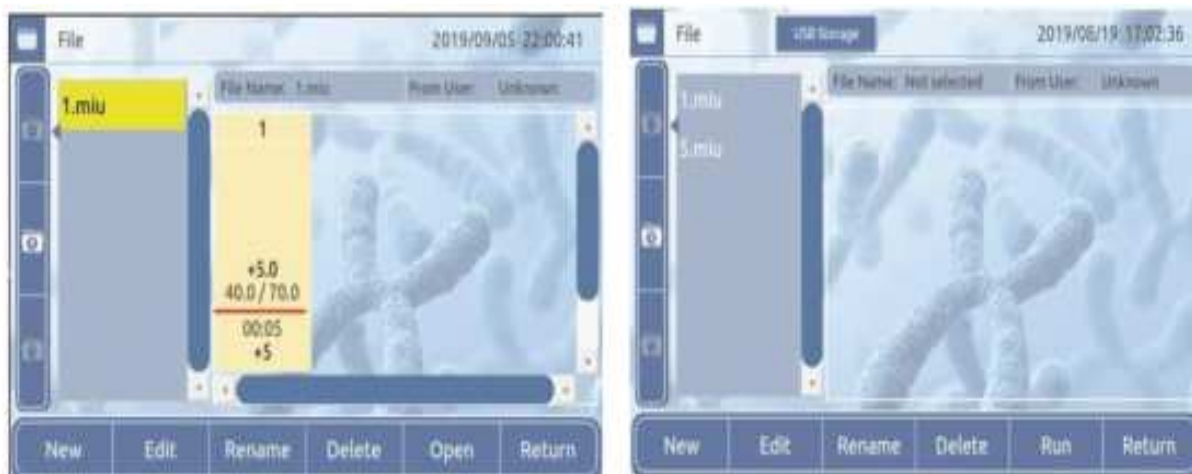 File
2019/09/05 22:00:41
1.miu
File Name: 1.miu From User: Unknown
1
+5.0
40.0 / 70.0
00:05
+5
New Edit Rename Delete Open Return
File USB Storage 2019/08/19 17:02:36
File Name: Not selected From User: Unknown
1.miu
5.miu
New Edit Rename Delete Run Return